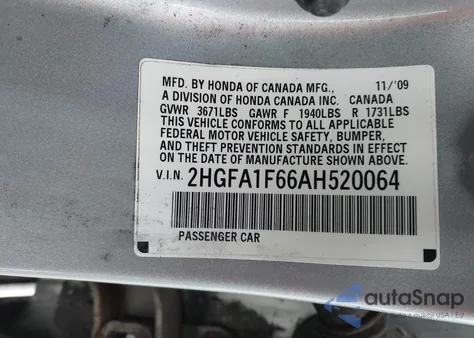 MFD. BY HONDA OF CANADA MFG., 11/'09
A DIVISION OF HONDA CANADA INC. CANADA
GVWR 3671LBS GAWR F 1940LBS R 1731LBS
THIS VEHICLE CONFORMS TO ALL APPLICABLE
FEDERAL MOTOR VEHICLE SAFETY, BUMPER,
AND THEFT PREVENTION STANDARDS IN EFFECT
ON THE DATE OF MANUFACTURE SHOWN ABOVE.
V.I.N. 2HGFA1F66AH520064
PASSENGER CAR
autoSnap